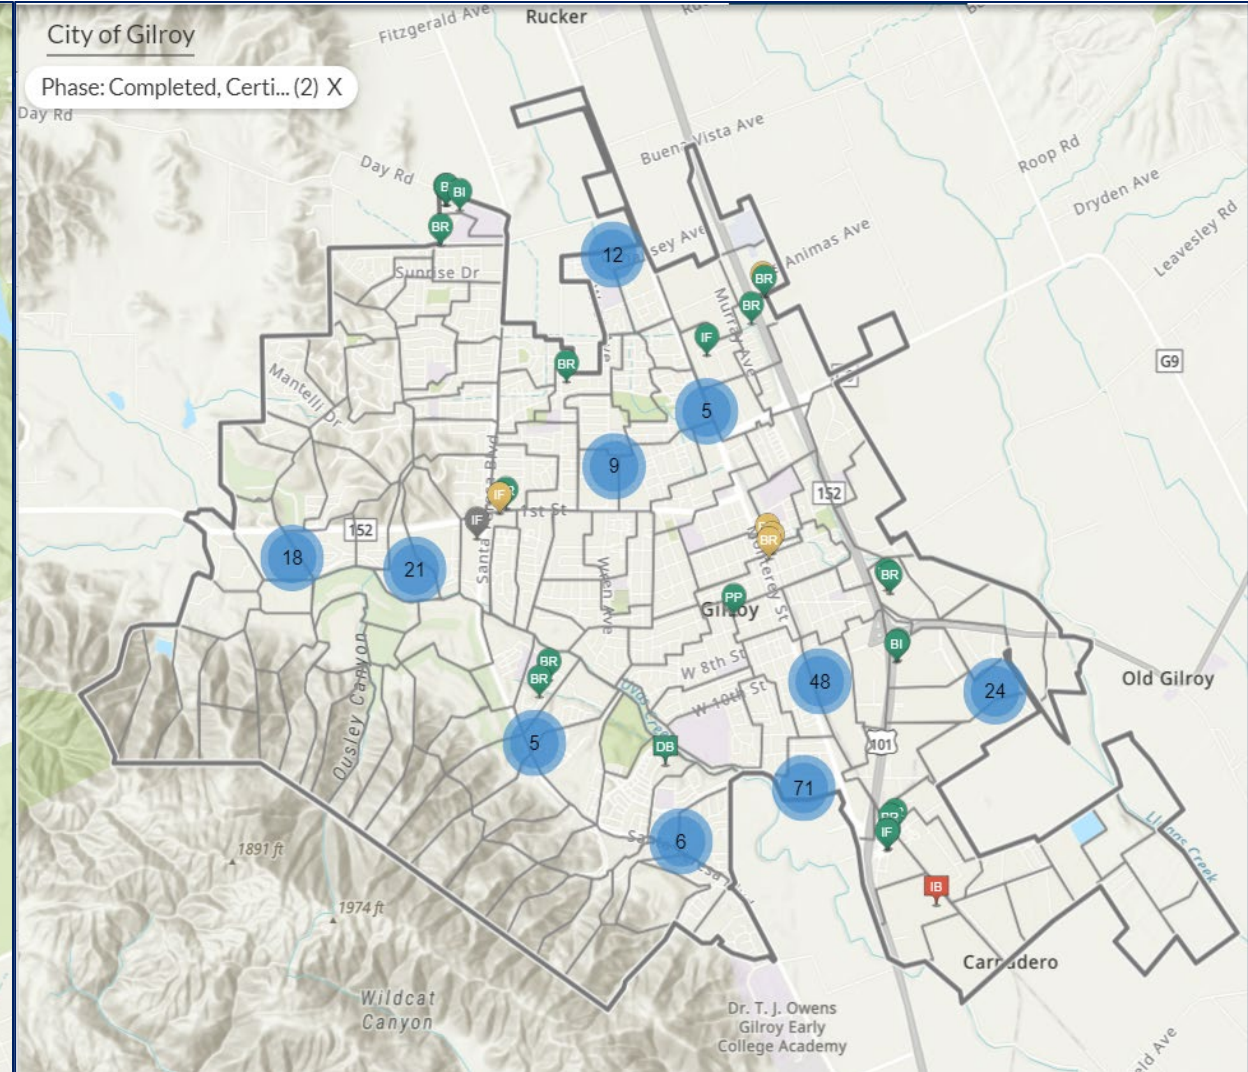 City of Gilroy
Phase: Completed, Certi... (2) X
Rucker
Fitzgerald Ave
Day Rd
Buena Vista Ave
Roop Rd
Day Rd
Dryden Ave
Leavesley Rd
BI
BR
12
Animas Ave
Sunrise Dr
BR
BR
Murray Ave
IF
G9
BR
Mantelli Dr
5
9
152
IF
1st St
IF
152
18
21
BR
Wren Ave
Monterey St
BR
PP
Gilroy
BI
BR
BR
W 8th St
W 10th St
48
24
Old Gilroy
Ousley Canyon
5
DB
101
71
IF
6
Llagas Creek
1891 ft
IB
1974 ft
Carnadero
Wildcat
Canyon
Dr. T. J. Owens
Gilroy Early
College Academy